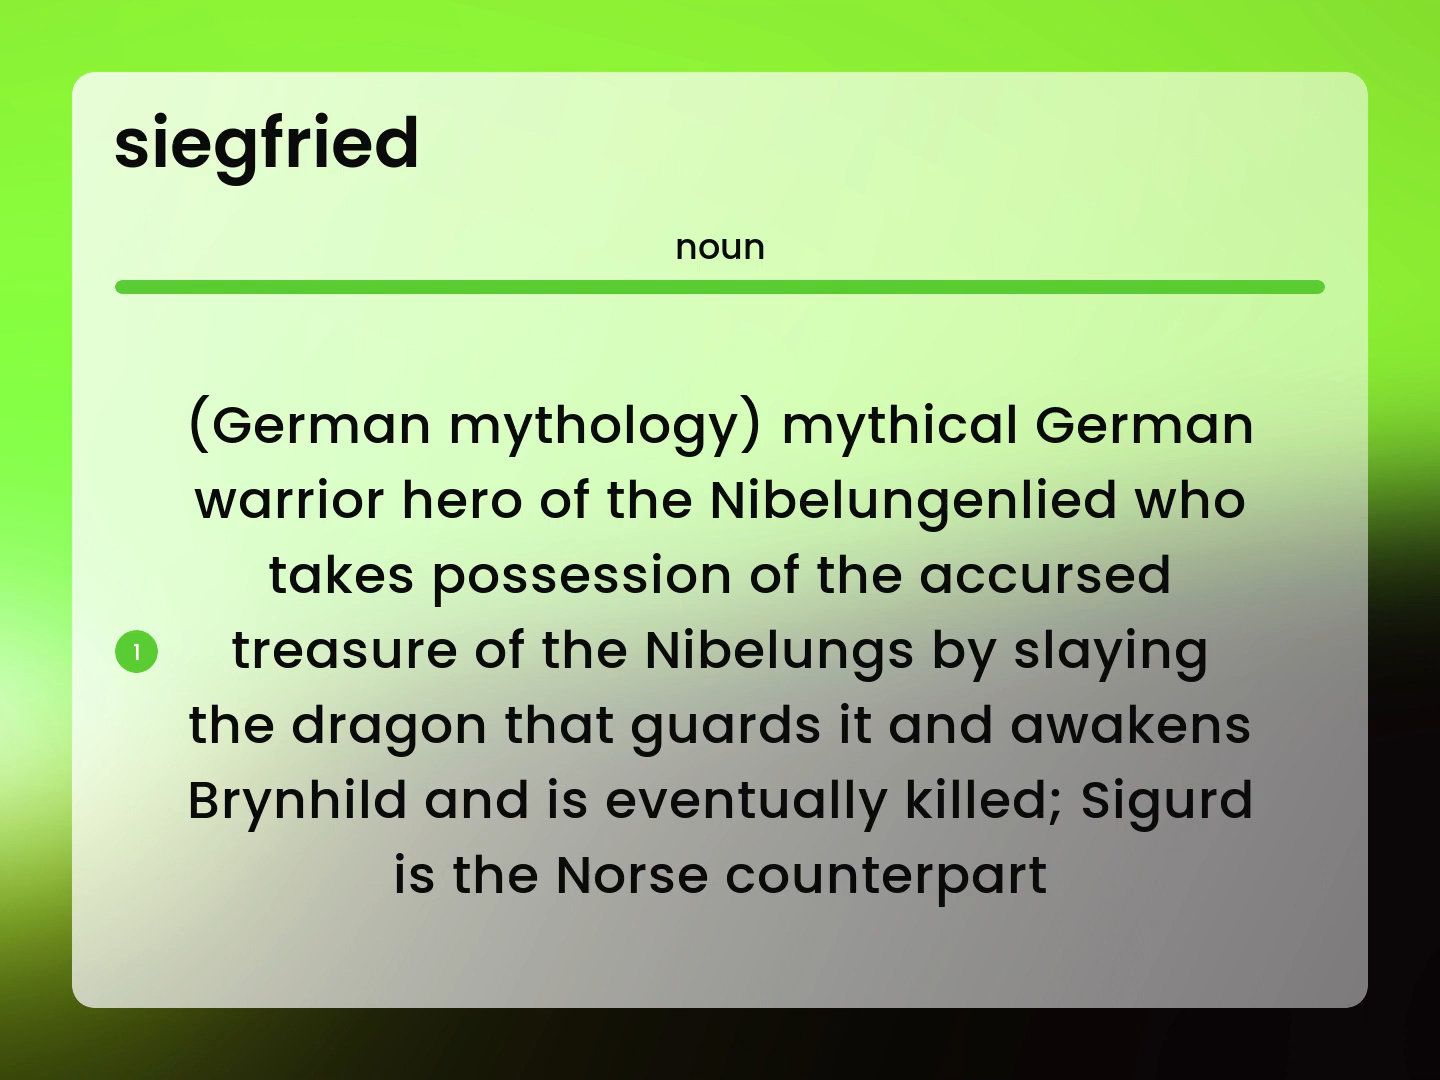 siegfried
noun
(German mythology) mythical German
warrior hero of the Nibelungenlied who
takes possession of the accursed
1 treasure of the Nibelungs by slaying
the dragon that guards it and awakens
Brynhild and is eventually killed; Sigurd
is the Norse counterpart